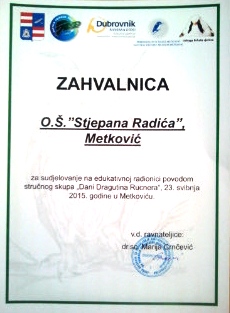 Dubrovnik
ZAHVALNICA
O.Š."Stjepana Radića",
Metković
za sudjelovanje na edukativnoj radionici povodom
stručnog skupa „Dani Dragutina Rucnera", 23. svibnja
2015. godine u Metkoviću.
v.d. ravnateljice:
dr.sc. Marija Crnčević